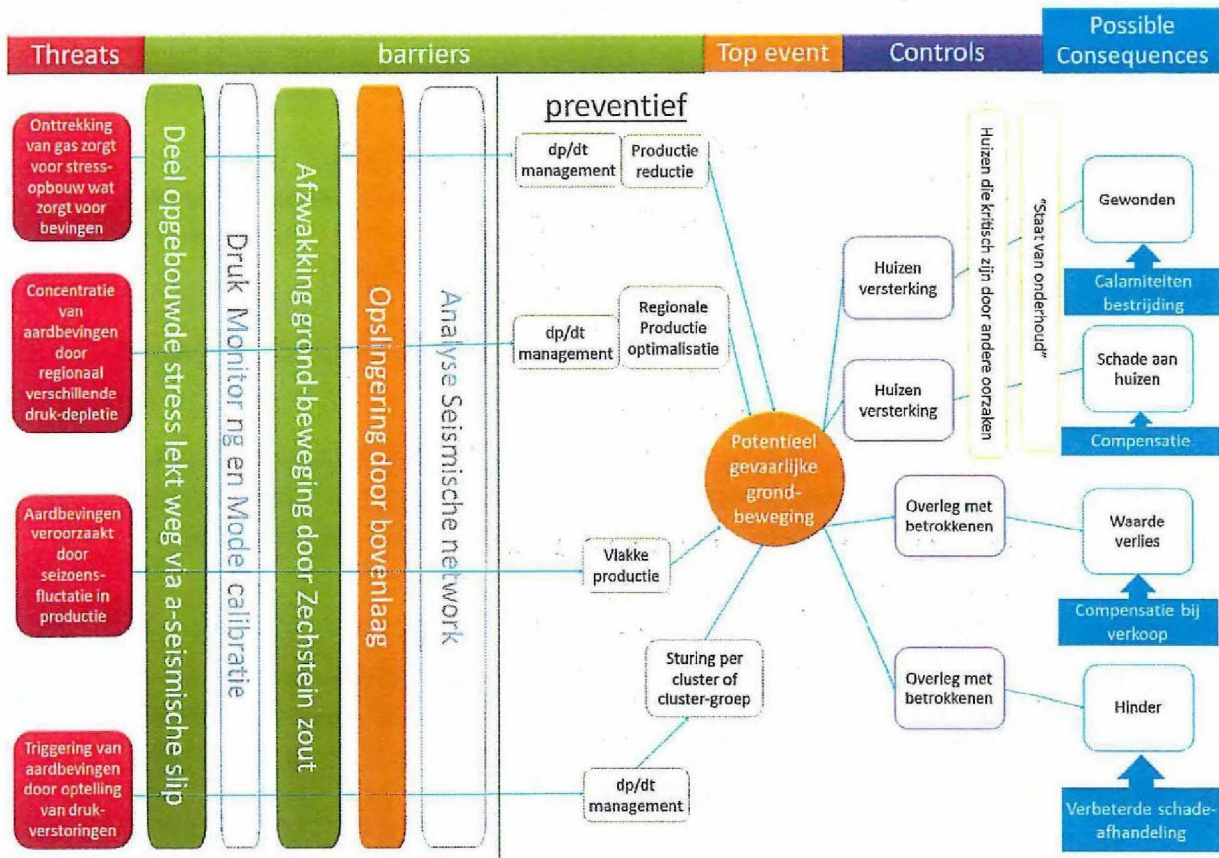 Threats
barriers
Top event
Controls
Possible
Consequences
Onttrekking
van gas zorgt
voor stress-
opbouw wat
zorgt voor
bevingen
Concentratie
van
aardbevingen
door
regionaal
verschillende
druk-depletie
Aardbevingen
veroorzaakt
door
seizoens-
fluctatie in
productie
Triggering van
aardbevingen
door optelling
van druk-
verstoringen
Deel opgebouwde stress lekt weg via a-seismische slip
Druk Monitor ng en Mode calibratie
Afzwakking grond-beweging door Zechstein zout
Opslingering door bovenlaag
Analyse Seismische network
preventief
dp/dt
management
Productie
reductie
dp/dt
management
Regionale
Productie
optimalisatie
Vlakke
productie
Sturing per
cluster of
cluster-groep
dp/dt
management
Potentieel
gevaarlijke
grond-
beweging
Huizen
versterking
Huizen
versterking
Overleg met
betrokkenen
Overleg met
betrokkenen
Huizen die kritisch zijn door andere oorzaken
"Staat van onderhoud"
Gewonden
Calamiteiten
bestrijding
Schade aan
huizen
Compensatie
Waarde
verlies
Compensatie bij
verkoop
Hinder
Verbeterde schade-
afhandeling